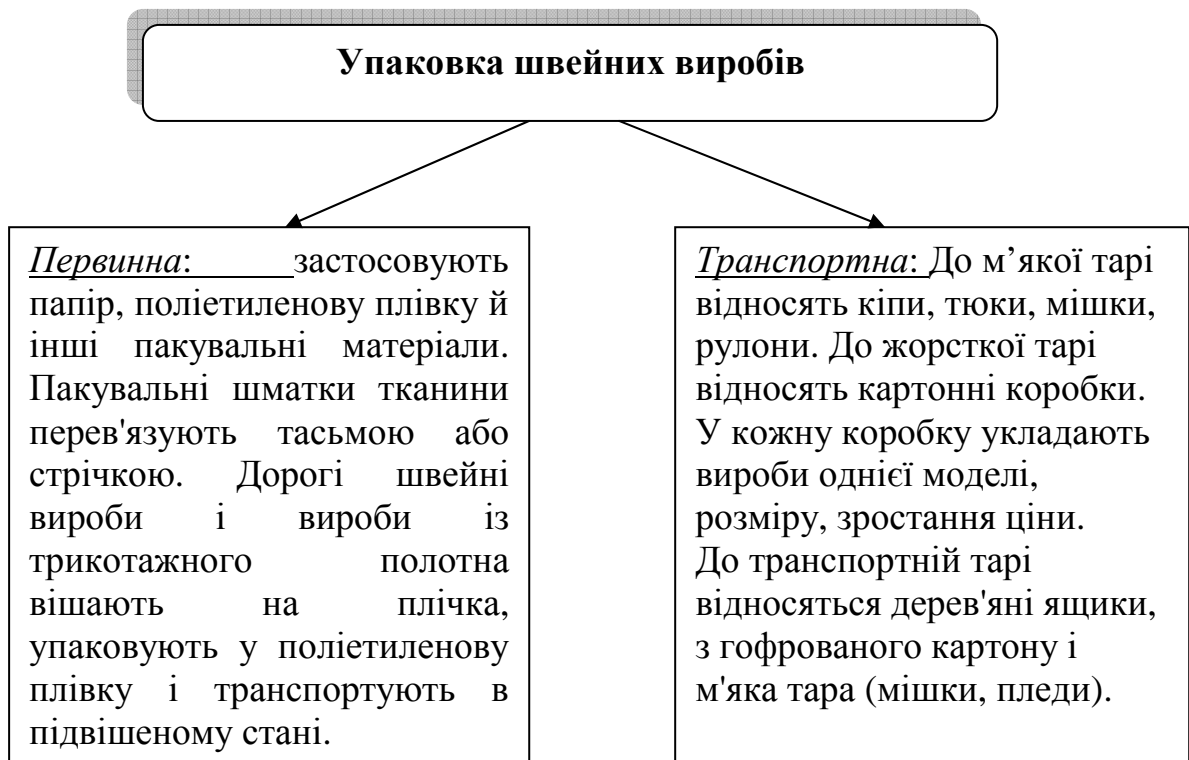 Упаковка швейних виробів
Первинна: застосовують
папір, поліетиленову плівку й
інші пакувальні матеріали.
Пакувальні шматки тканини
перев'язують тасьмою або
стрічкою. Дорогі швейні
вироби і вироби із
трикотажного полотна
вішають на плічка,
упаковують у поліетиленову
плівку і транспортують в
підвішеному стані.
Транспортна: До м’якої тарі
відносять кіпи, тюки, мішки,
рулони. До жорсткої тарі
відносять картонні коробки.
У кожну коробку укладають
вироби однієї моделі,
розміру, зростання ціни.
До транспортній тарі
відносяться дерев'яні ящики,
з гофрованого картону і
м'яка тара (мішки, пледи).